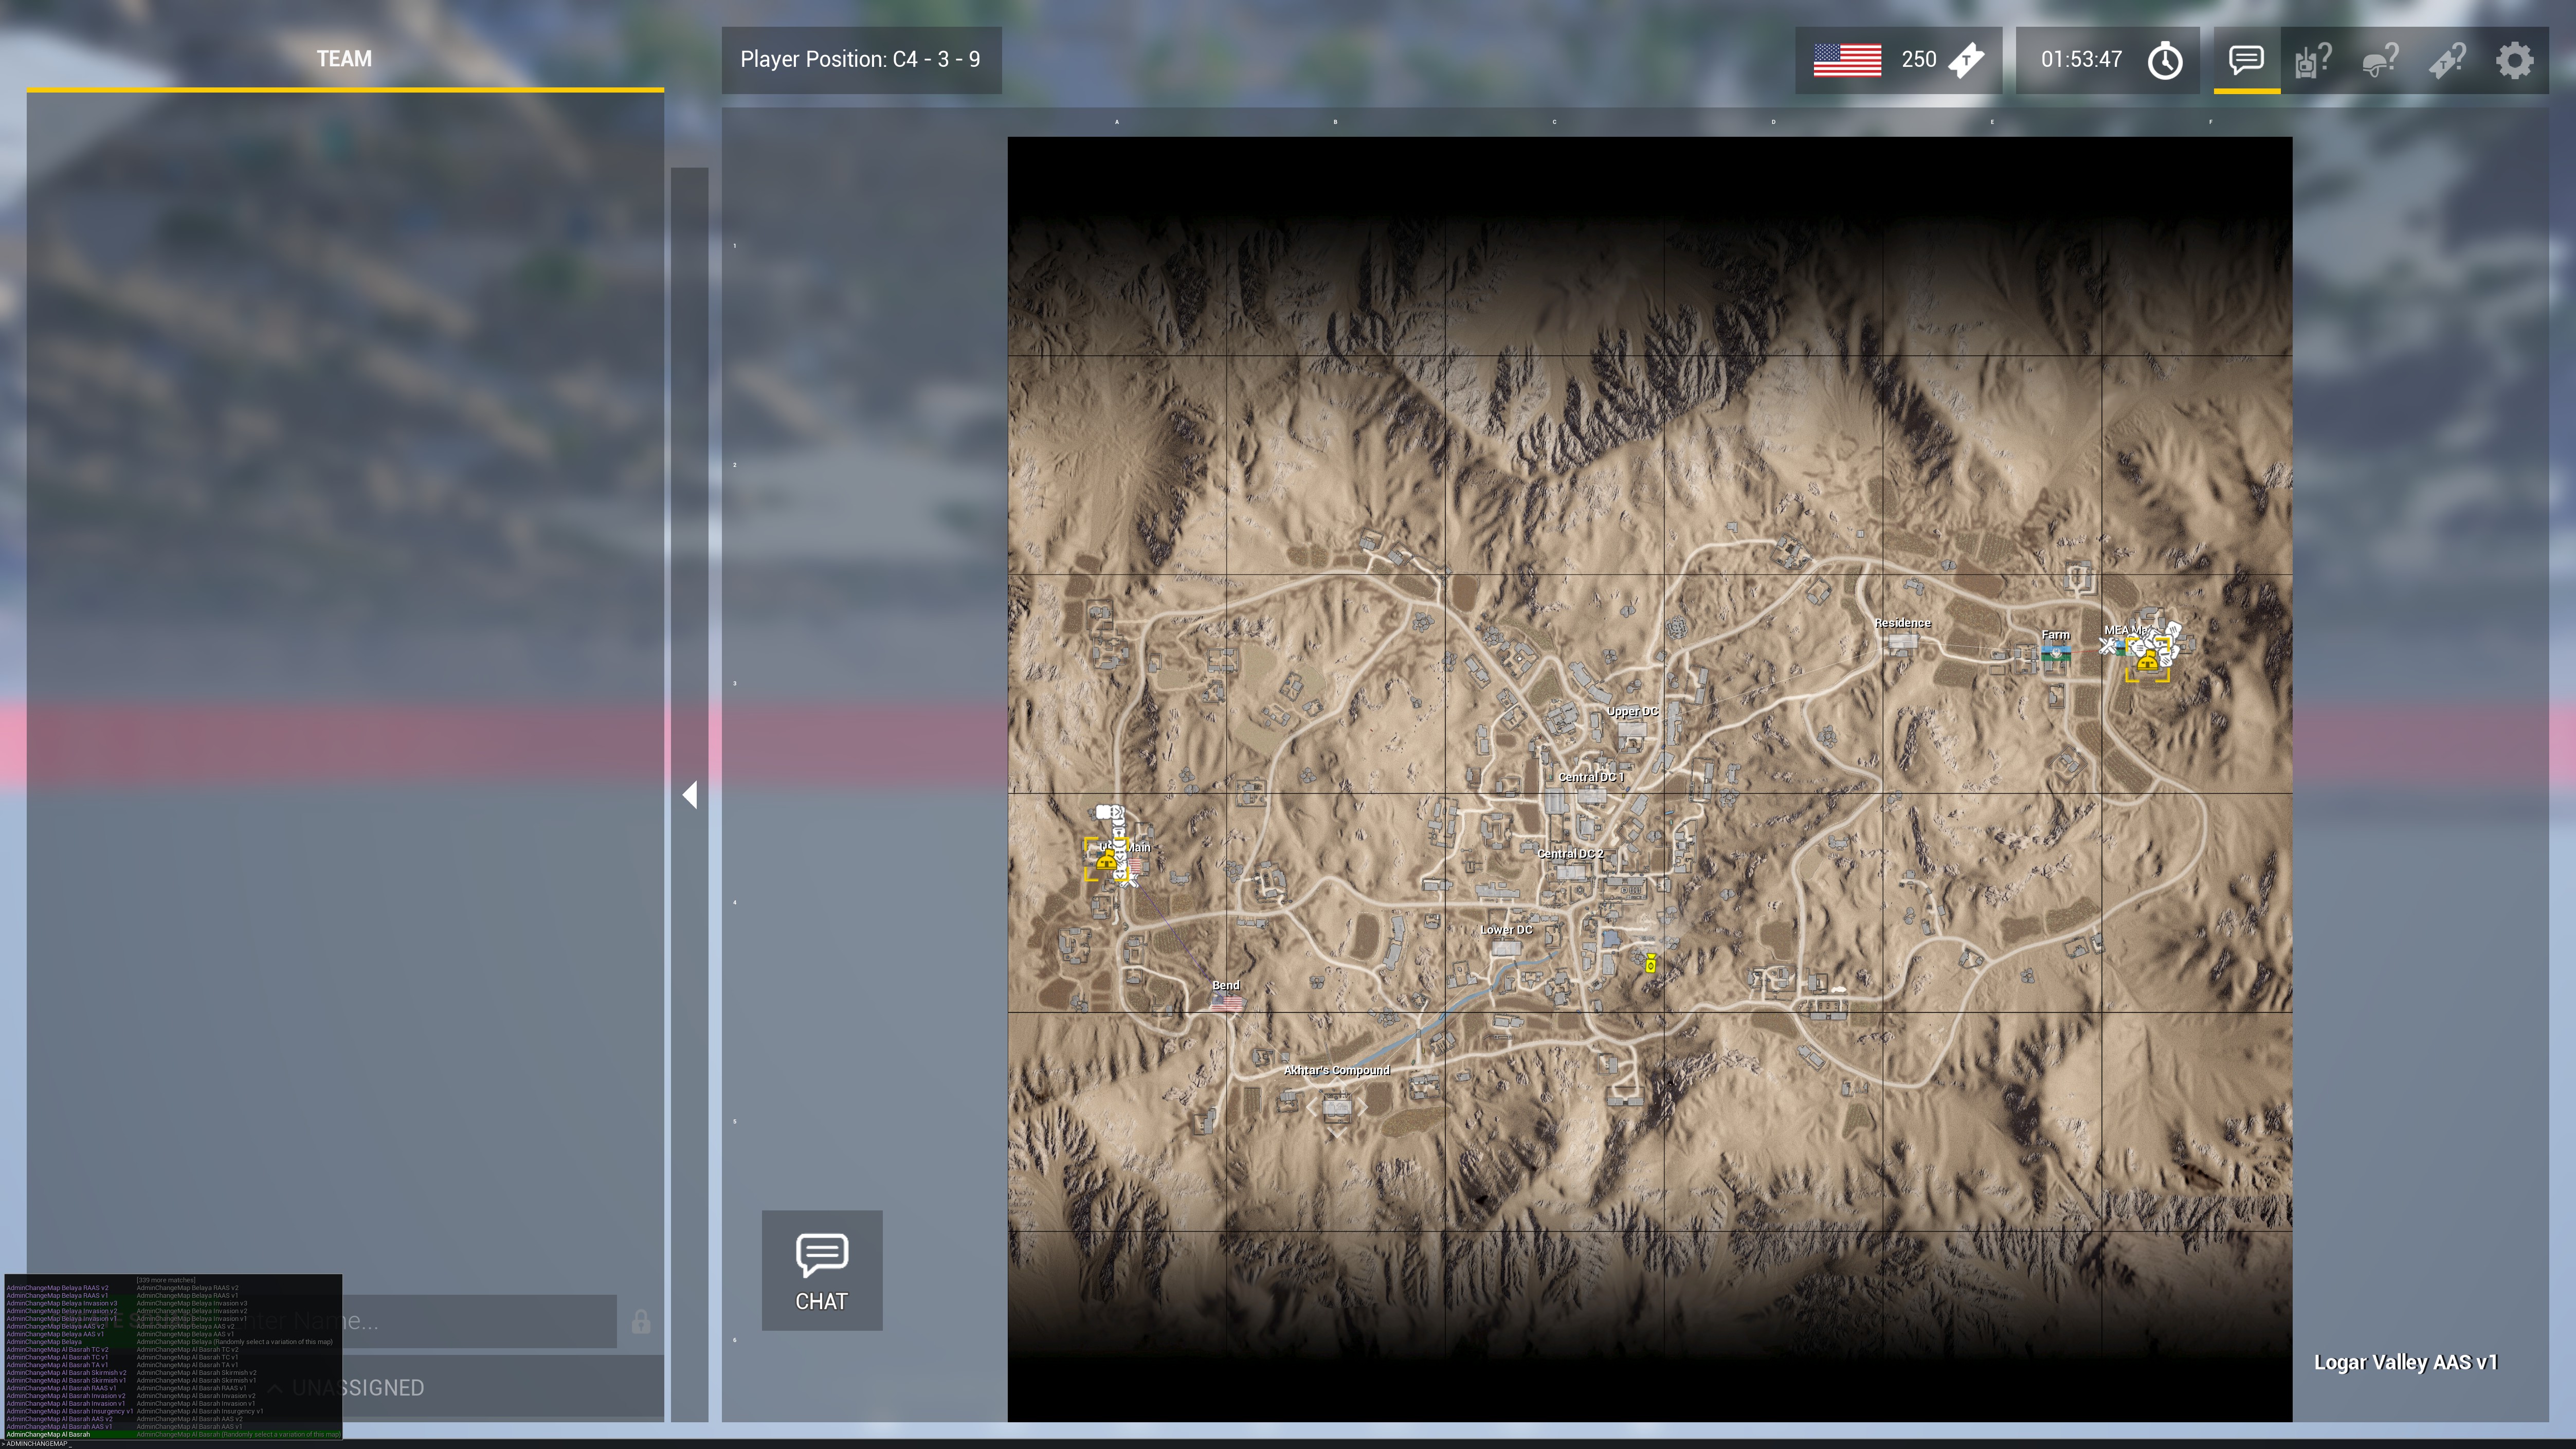 TEAM
Player Position: C4 - 3 - 9
250
T
01:53:47
?
?
T ?
A B C D E F
1
2
3
4
5
6
Residence
Farm
MEA
Upper DC
Central DC 1
Main
Central DC 2
Lower DC
Bend
Akhtar's Compound
CHAT
Name...
UNASSIGNED
Logar Valley AAS v1
[330 more matches]
AdminChangeMap Belaya RAAS v2 AdminChangeMap Belaya RAAS v2
AdminChangeMap Belaya RAAS v1 AdminChangeMap Belaya RAAS v1
AdminChangeMap Belaya Invasion v3 AdminChangeMap Belaya Invasion v3
AdminChangeMap Belaya Invasion v2 AdminChangeMap Belaya Invasion v2
AdminChangeMap Belaya Invasion v1 AdminChangeMap Belaya Invasion v1
AdminChangeMap Belaya AAS v2 AdminChangeMap Belaya AAS v2
AdminChangeMap Belaya AAS v1 AdminChangeMap Belaya AAS v1
AdminChangeMap Belaya AdminChangeMap Belaya (Randomly select a variation of this map)
AdminChangeMap Al Basrah TC v2 AdminChangeMap Al Basrah TC v2
AdminChangeMap Al Basrah TC v1 AdminChangeMap Al Basrah TC v1
AdminChangeMap Al Basrah TA v1 AdminChangeMap Al Basrah TA v1
AdminChangeMap Al Basrah Skirmish v2 AdminChangeMap Al Basrah Skirmish v2
AdminChangeMap Al Basrah Skirmish v1 AdminChangeMap Al Basrah Skirmish v1
AdminChangeMap Al Basrah RAAS v1 AdminChangeMap Al Basrah RAAS v1
AdminChangeMap Al Basrah Invasion v2 AdminChangeMap Al Basrah Invasion v2
AdminChangeMap Al Basrah Invasion v1 AdminChangeMap Al Basrah Invasion v1
AdminChangeMap Al Basrah Insurgency v1 AdminChangeMap Al Basrah Insurgency v1
AdminChangeMap Al Basrah AAS v2 AdminChangeMap Al Basrah AAS v2
AdminChangeMap Al Basrah AAS v1 AdminChangeMap Al Basrah AAS v1
AdminChangeMap Al Basrah AdminChangeMap Al Basrah (Randomly select a variation of this map)
> ADMINCHANGEMAP _